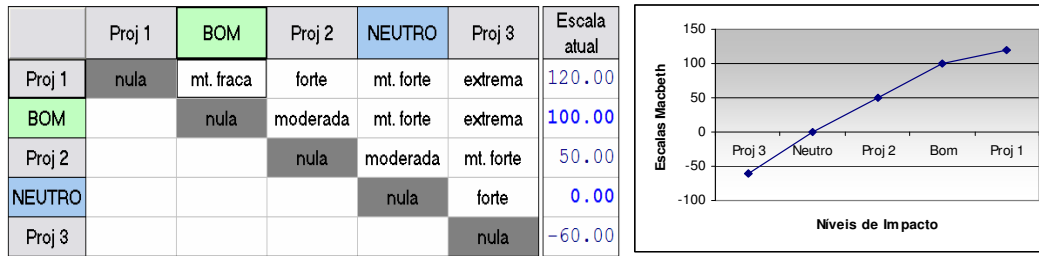 Proj 1 BOM Proj 2 NEUTRO Proj 3 Escala atual
Proj 1 nula mt. fraca forte mt. forte extrema 120.00
BOM nula moderada mt. forte extrema 100.00
Proj 2 nula moderada mt. forte 50.00
NEUTRO nula forte 0.00
Proj 3 nula -60.00
Escalas Macbeth
150
100
50
0
-50
-100
Proj 3 Neutro Proj 2 Bom Proj 1
Níveis de Impacto